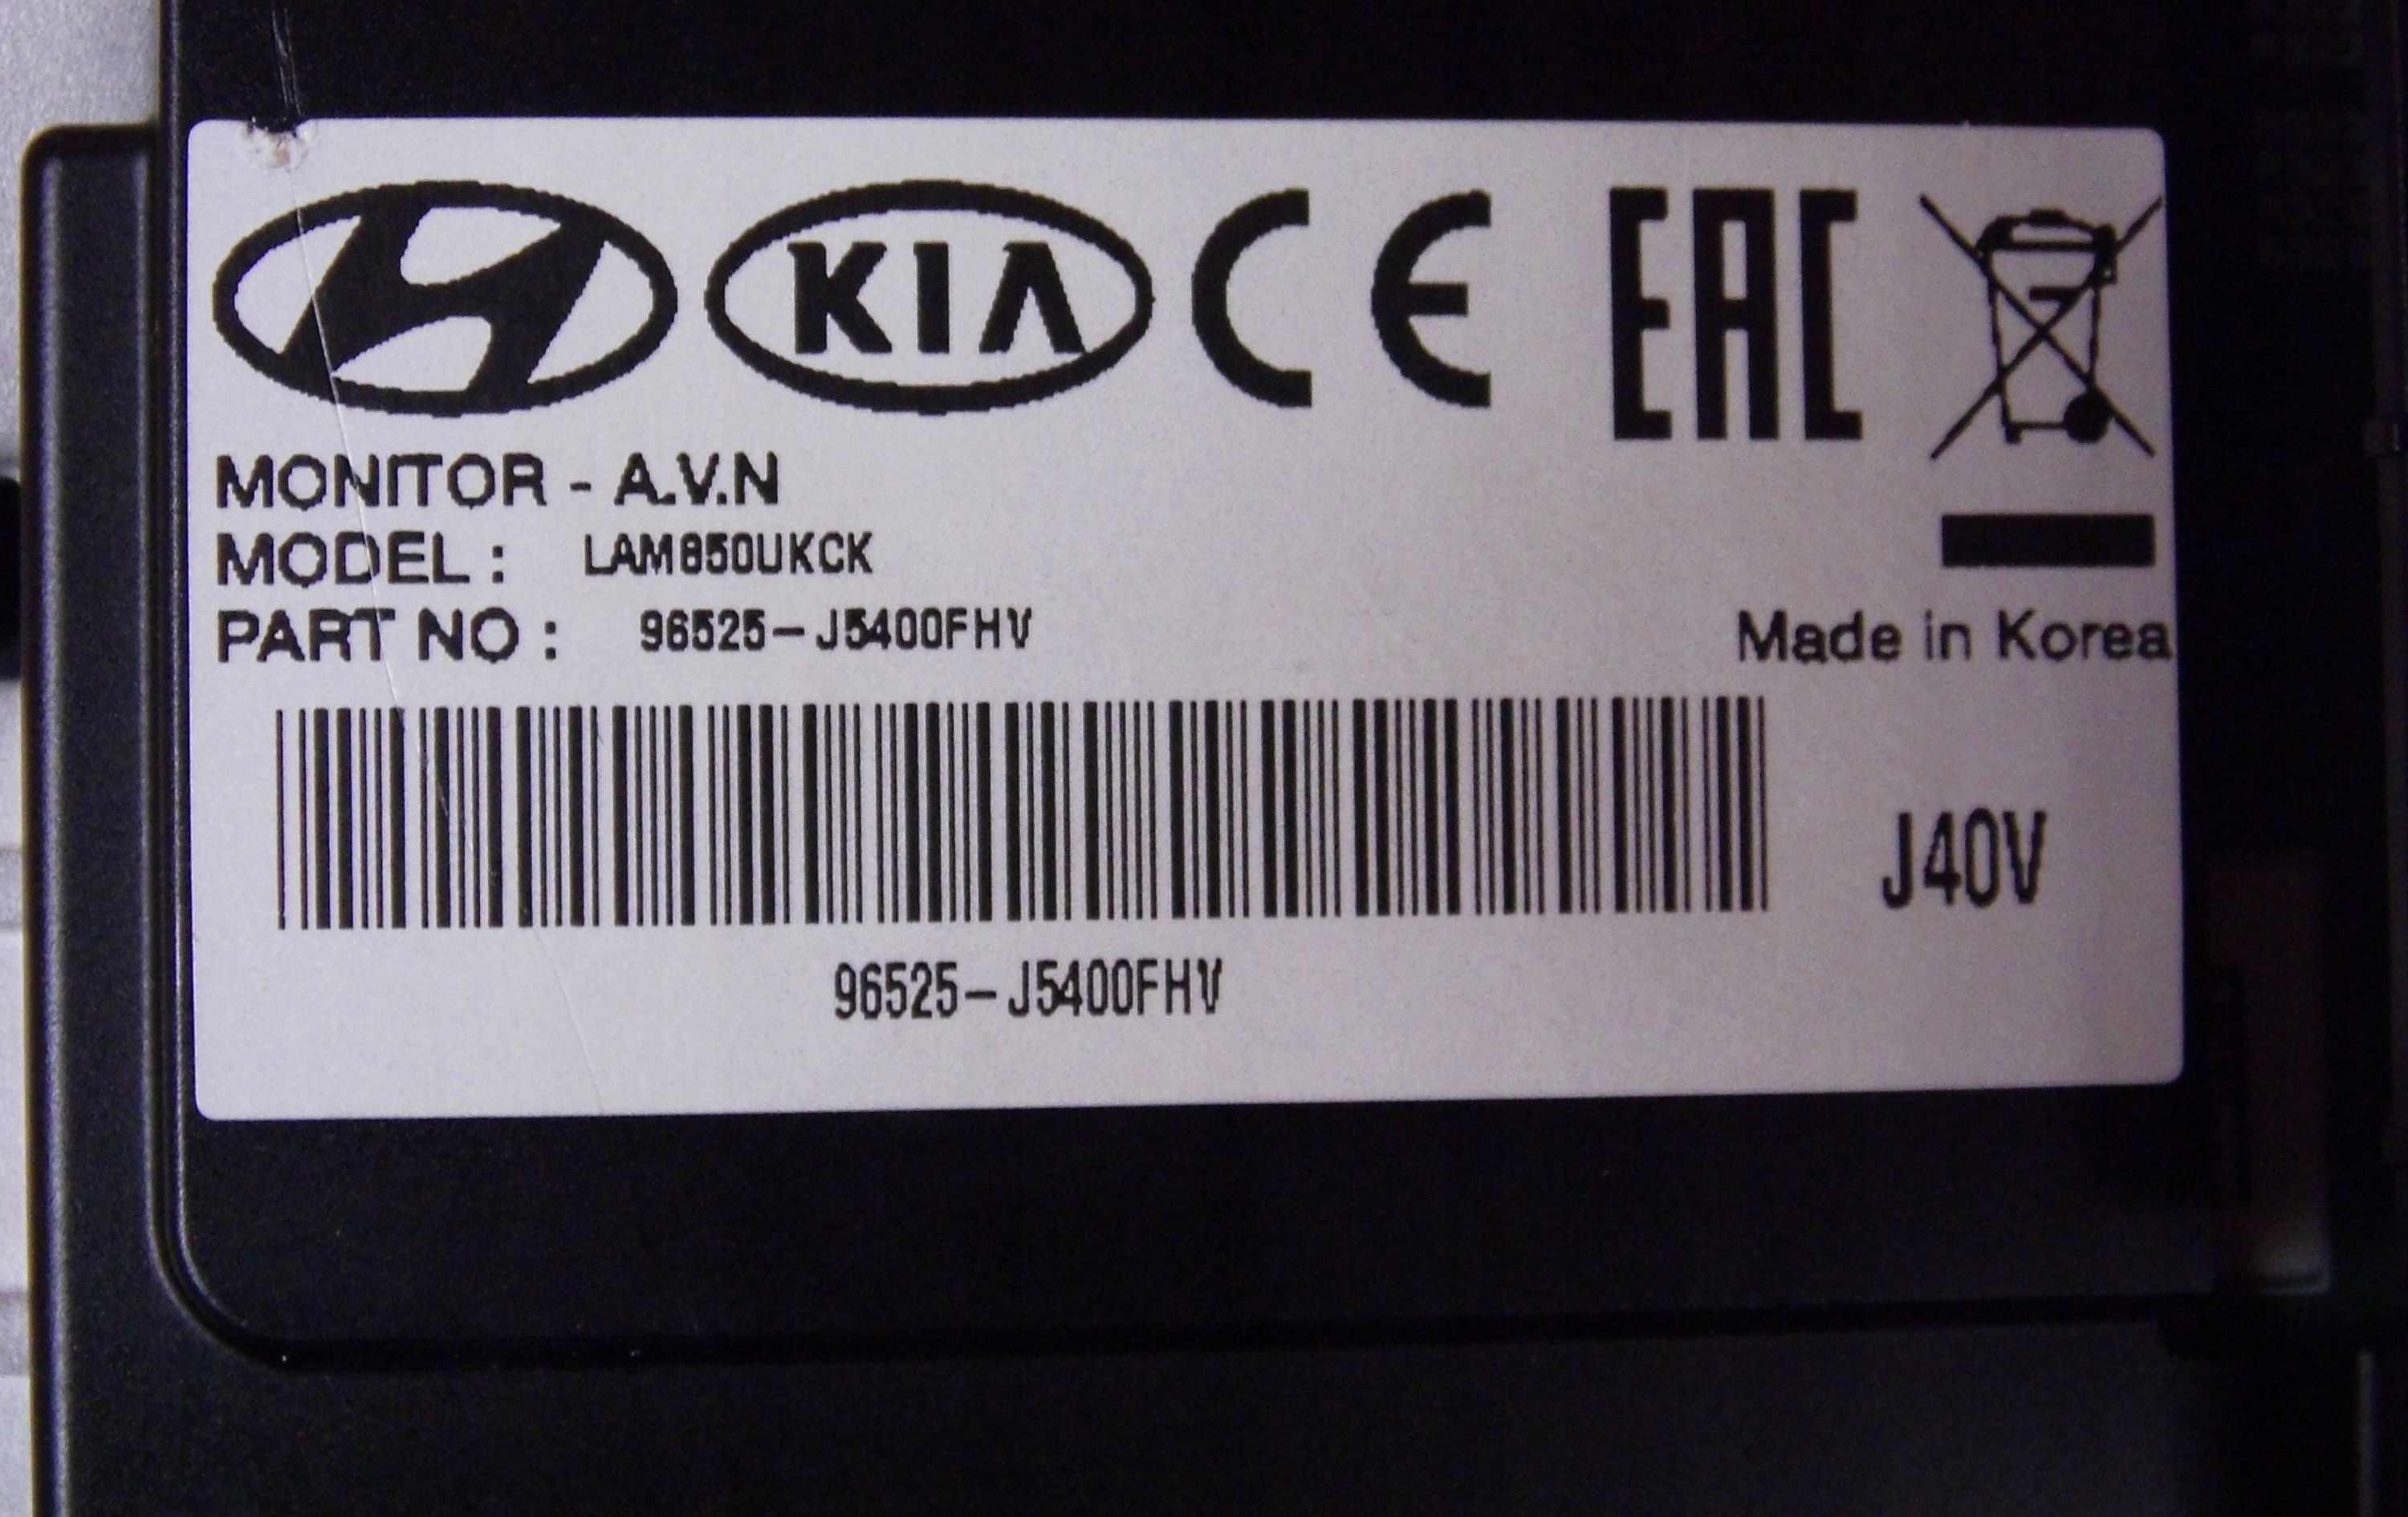 KIA CE EAC
MONITOR - A.V.N
MODEL : LAM850UKCK
PART NO : 96525-J5400FHV
Made in Korea
J40V
96525-J5400FHV